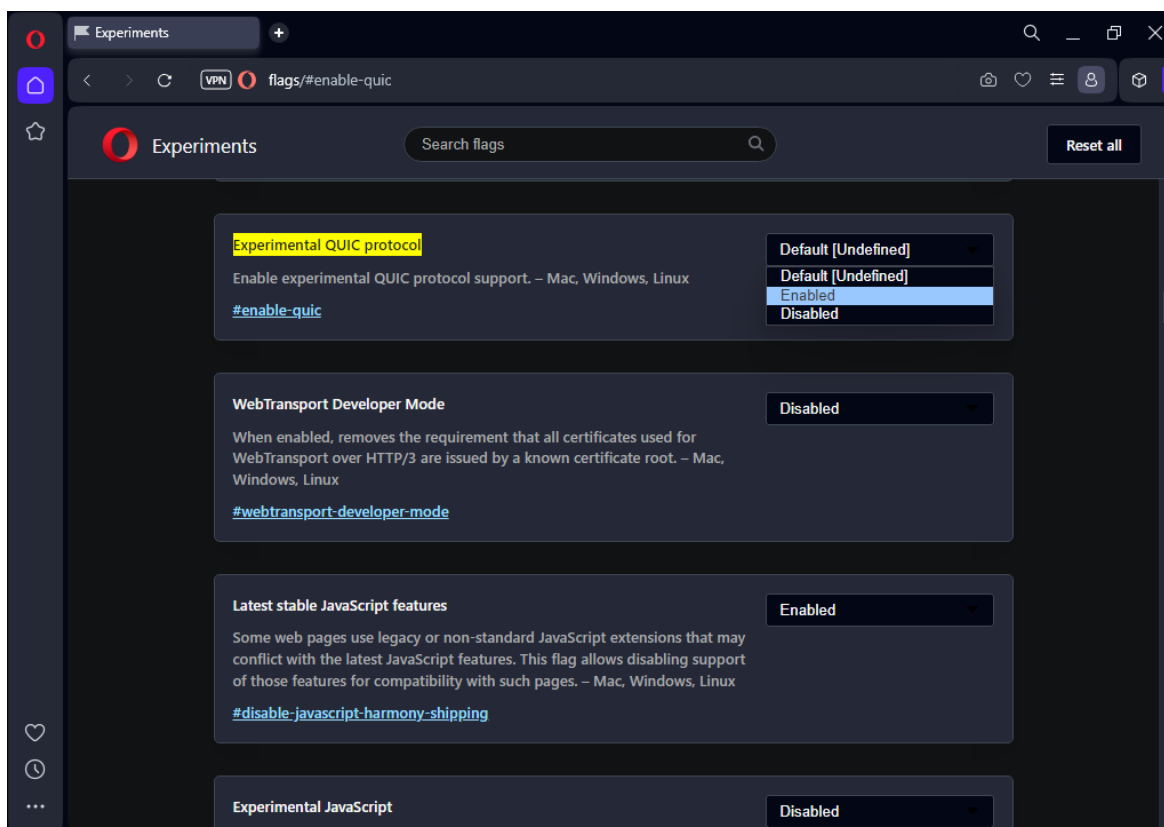 Experiments
VPN flags/#enable-quic
Experiments
Search flags
Reset all
Experimental QUIC protocol
Enable experimental QUIC protocol support. – Mac, Windows, Linux
#enable-quic
Default [Undefined]
Default [Undefined]
Enabled
Disabled
WebTransport Developer Mode
When enabled, removes the requirement that all certificates used for
WebTransport over HTTP/3 are issued by a known certificate root. – Mac,
Windows, Linux
#webtransport-developer-mode
Disabled
Latest stable JavaScript features
Some web pages use legacy or non-standard JavaScript extensions that may
conflict with the latest JavaScript features. This flag allows disabling support
of those features for compatibility with such pages. – Mac, Windows, Linux
#disable-javascript-harmony-shipping
Enabled
Experimental JavaScript
Disabled